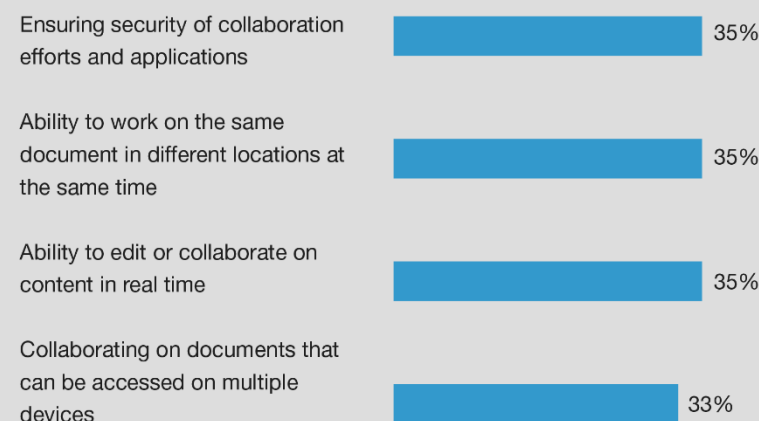 Ensuring security of collaboration
efforts and applications
35%
Ability to work on the same
document in different locations at
the same time
35%
Ability to edit or collaborate on
content in real time
35%
Collaborating on documents that
can be accessed on multiple
devices
33%